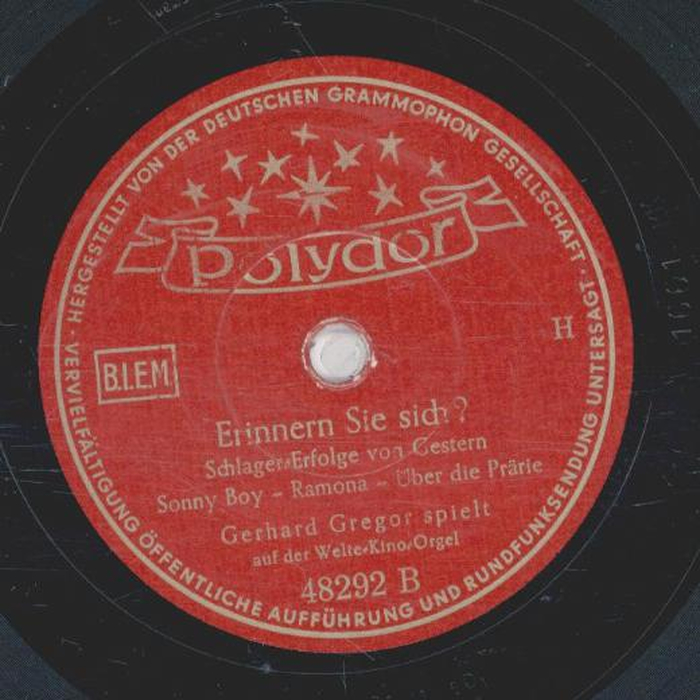 · HERGESTELLT VON DER DEUTSCHEN GRAMMOPHON GESELLSCHAFT ·
polydor
H
B.I.E.M.
Erinnern Sie sich?
Schlager-Erfolge von Gestern
Sonny Boy - Ramona - Über die Prärie
Gerhard Gregor spielt
auf der Welte-Kino-Orgel
48292 B
VERVIELFÄLTIGUNG ÖFFENTLICHE AUFFÜHRUNG UND RUNDFUNKSENDUNG UNTERSAGT